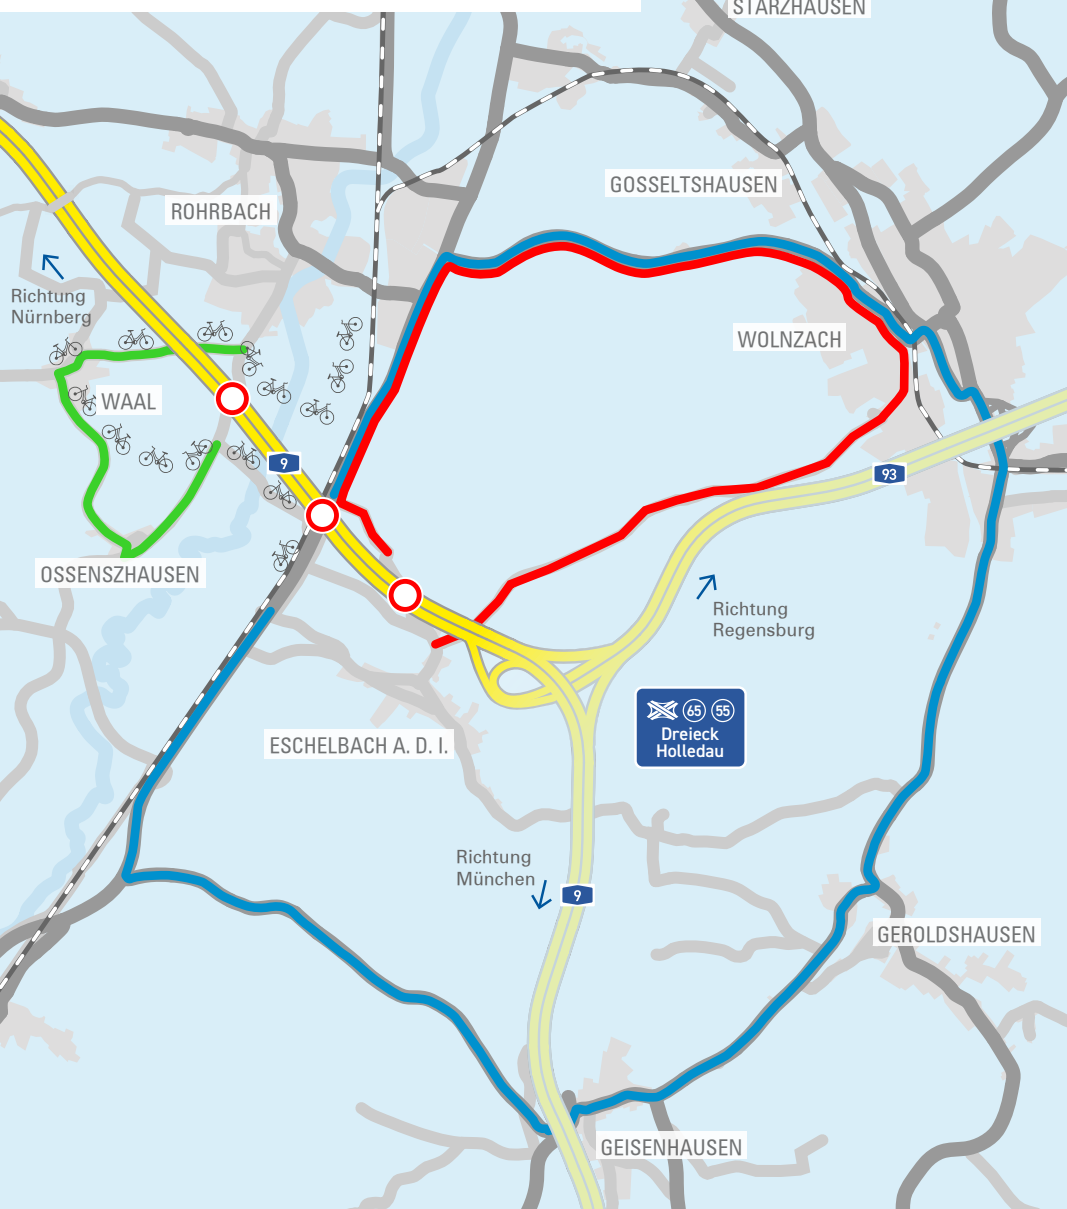 STARZHAUSEN
GOSSELTSHAUSEN
ROHRBACH
Richtung
Nürnberg
WOLNZACH
WAAL
9
93
OSSENSZHAUSEN
Richtung
Regensburg
65 55
Dreieck
Holledau
ESCHELBACH A. D. I.
Richtung
München
9
GEROLDSHAUSEN
GEISENHAUSEN